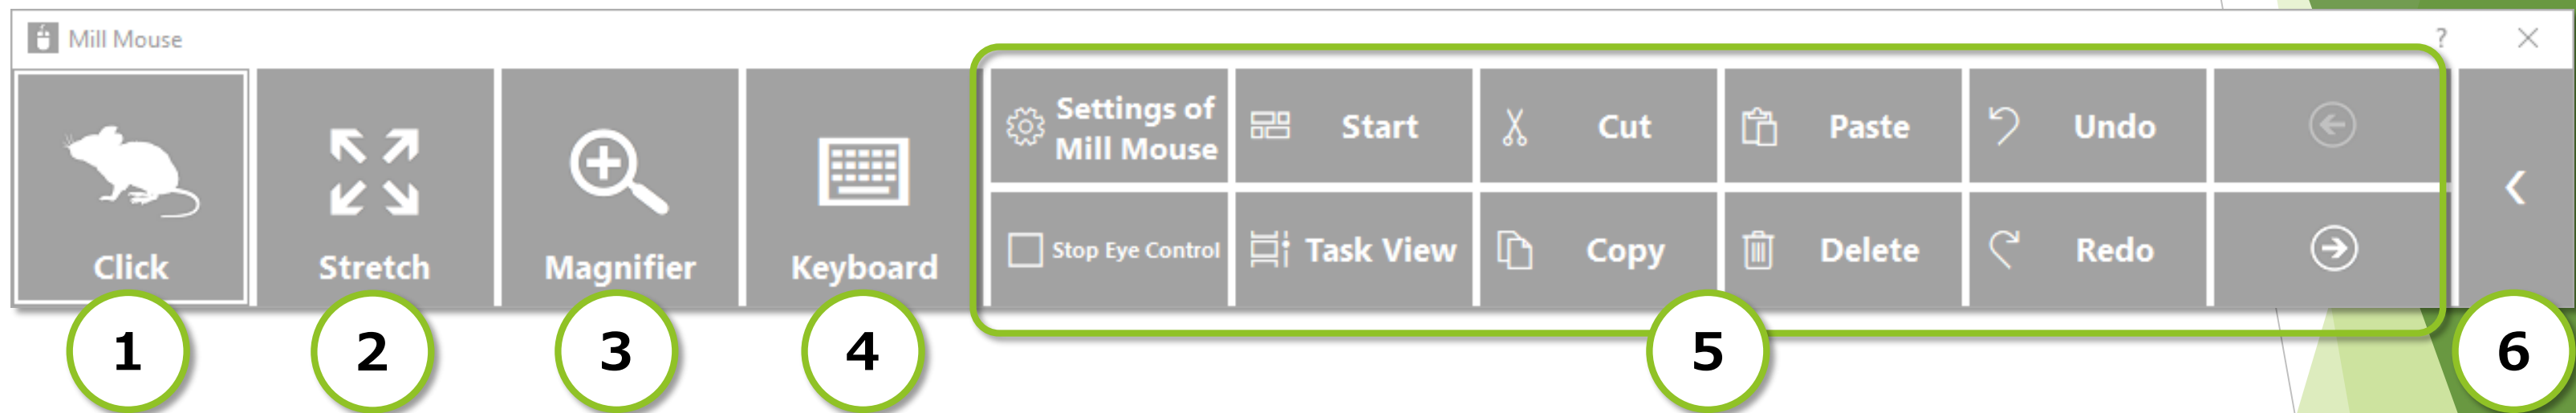 Mill Mouse
?
Click
Stretch
Magnifier
Keyboard
Settings of
Mill Mouse
Start
Cut
Paste
Undo
Stop Eye Control
Task View
Copy
Delete
Redo
1
2
3
4
5
6